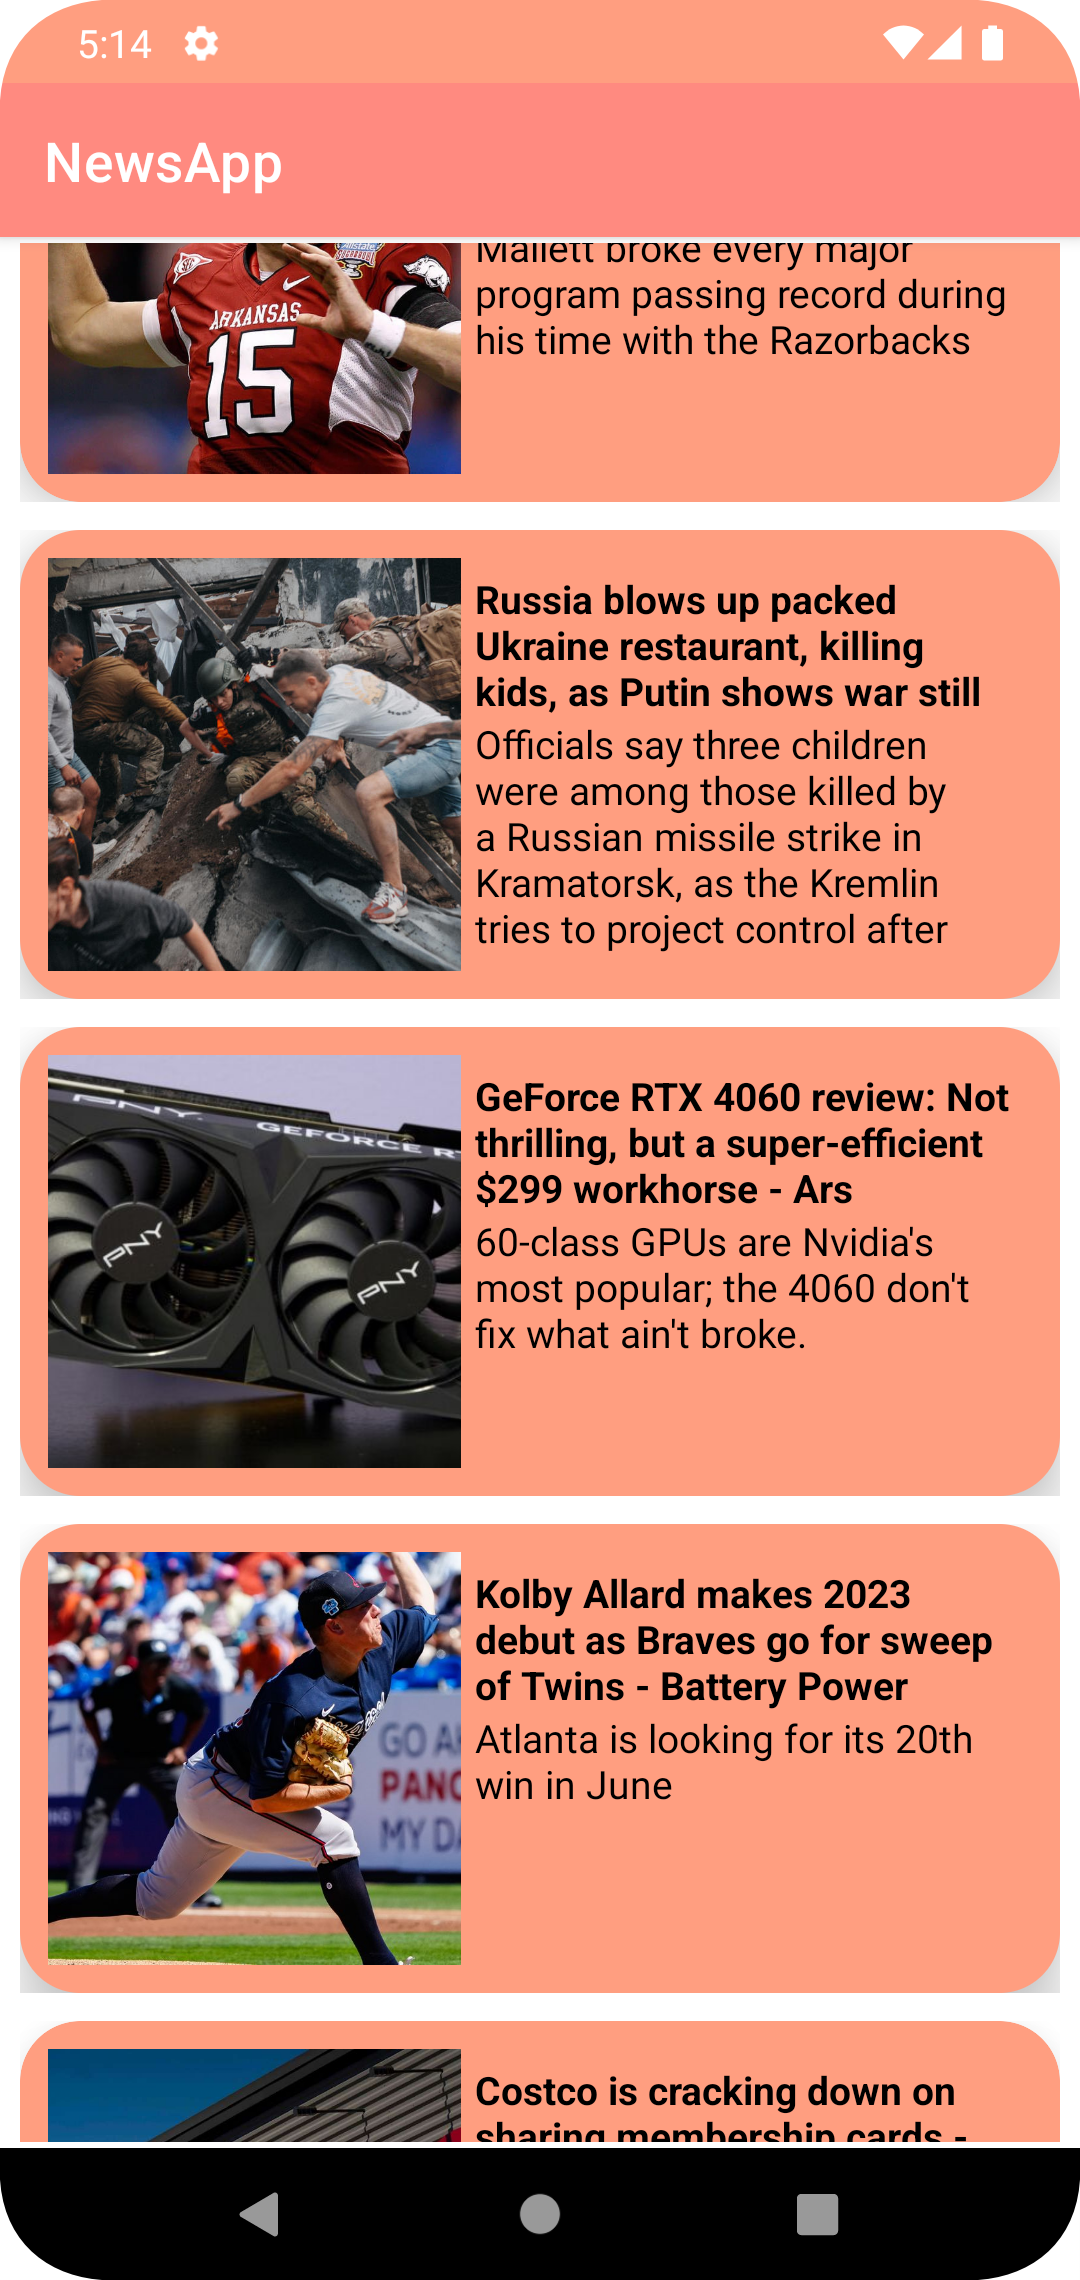 5:14
NewsApp
Mallett broke every major
program passing record during
his time with the Razorbacks
Allstate
ARKANSAS
15
Russia blows up packed
Ukraine restaurant, killing
kids, as Putin shows war still
Officials say three children
were among those killed by
a Russian missile strike in
Kramatorsk, as the Kremlin
tries to project control after
PNY
GEFORCE R
PNY
PNY
GeForce RTX 4060 review: Not
thrilling, but a super-efficient
$299 workhorse - Ars
60-class GPUs are Nvidia's
most popular; the 4060 don't
fix what ain't broke.
GO
PAN
MY DA
Kolby Allard makes 2023
debut as Braves go for sweep
of Twins - Battery Power
Atlanta is looking for its 20th
win in June
Costco is cracking down on
sharing membership cards -